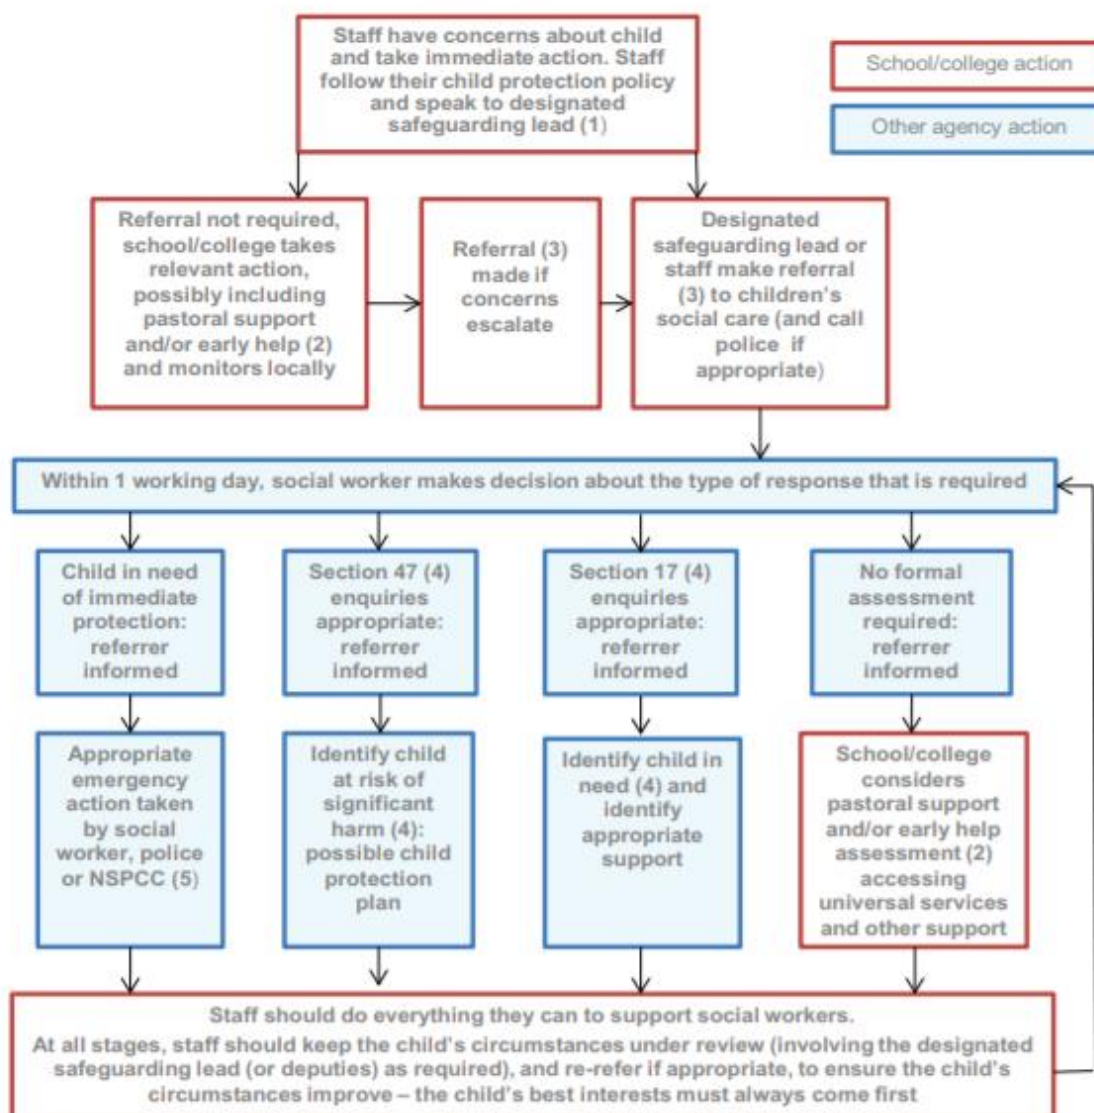 Staff have concerns about child
and take immediate action. Staff
follow their child protection policy
and speak to designated
safeguarding lead (1)
School/college action
Other agency action
Referral not required,
school/college takes
relevant action,
possibly including
pastoral support
and/or early help (2)
and monitors locally
Referral (3)
made if
concerns
escalate
Designated
safeguarding lead or
staff make referral
(3) to children's
social care (and call
police if
appropriate)
Within 1 working day, social worker makes decision about the type of response that is required
Child in need
of immediate
protection:
referrer
informed
Section 47 (4)
enquiries
appropriate:
referrer
informed
Section 17 (4)
enquiries
appropriate:
referrer
informed
No formal
assessment
required:
referrer
informed
Appropriate
emergency
action taken
by social
worker, police
or NSPCC (5)
Identify child
at risk of
significant
harm (4):
possible child
protection
plan
Identify child in
need (4) and
identify
appropriate
support
School/college
considers
pastoral support
and/or early help
assessment (2)
accessing
universal services
and other support
Staff should do everything they can to support social workers.
At all stages, staff should keep the child's circumstances under review (involving the designated
safeguarding lead (or deputies) as required), and re-refer if appropriate, to ensure the child's
circumstances improve – the child's best interests must always come first